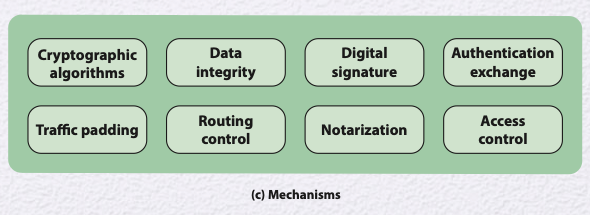 Cryptographic
algorithms
Data
integrity
Digital
signature
Authentication
exchange
Traffic padding
Routing
control
Notarization
Access
control
(c) Mechanisms